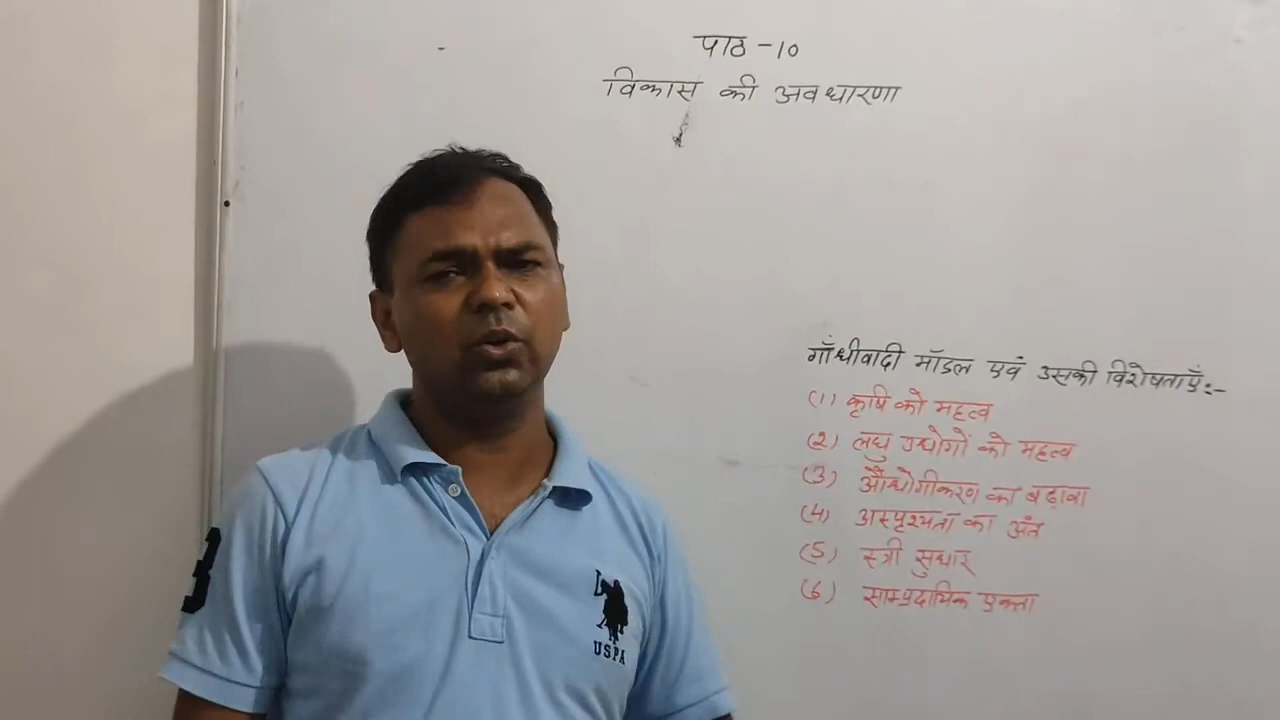 पाठ -10
विकास की अवधारणा
गाँधीवादी मॉडल एवं उसकी विशेषताएँ:-
(1) कृषि को महत्व
(2) लघु उद्योगों को महत्व
(3) औद्योगीकरण का बढ़ावा
(4) अस्पृश्यता का अंत
(5) स्त्री सुधार
(6) साम्प्रदायिक एकता
3
USPA